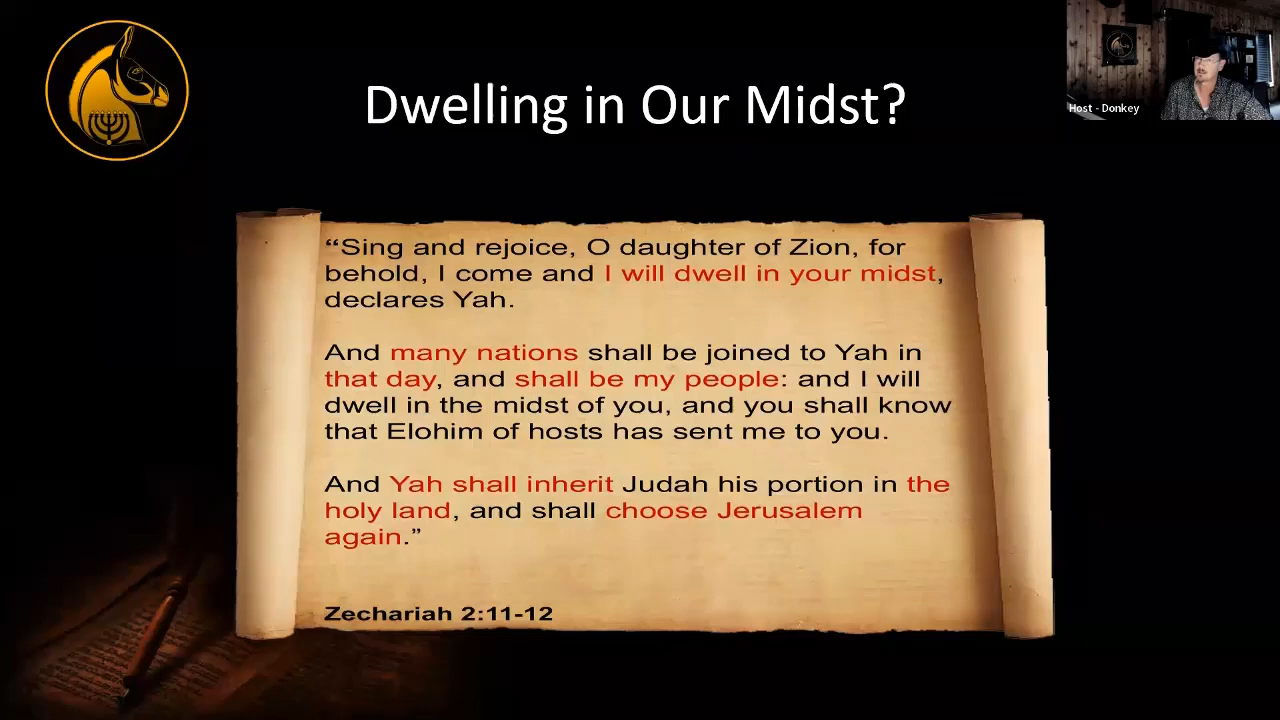 Dwelling in Our Midst?
Host - Donkey
“Sing and rejoice, O daughter of Zion, for
behold, I come and I will dwell in your midst,
declares Yah.
And many nations shall be joined to Yah in
that day, and shall be my people: and I will
dwell in the midst of you, and you shall know
that Elohim of hosts has sent me to you.
And Yah shall inherit Judah his portion in the
holy land, and shall choose Jerusalem
again.”
Zechariah 2:11-12